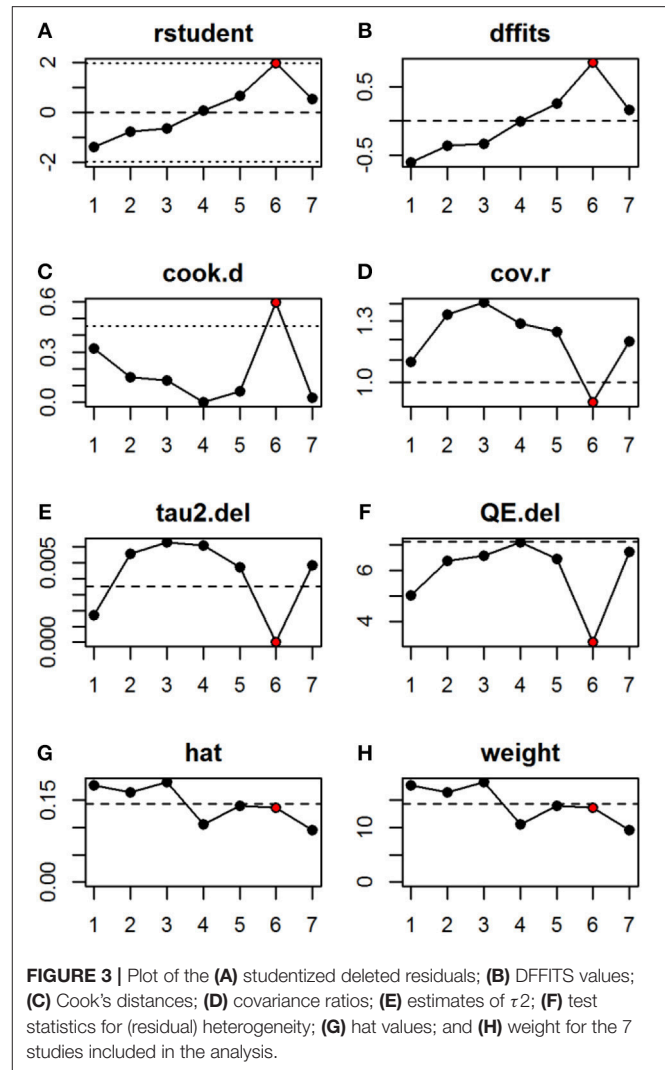 A rstudent
2
0
-2
1 2 3 4 5 6 7
B dffits
0.5
-0.5
1 2 3 4 5 6 7
C cook.d
0.6
0.3
0.0
1 2 3 4 5 6 7
D cov.r
1.3
1.0
1 2 3 4 5 6 7
E tau2.del
0.005
0.000
1 2 3 4 5 6 7
F QE.del
6
4
1 2 3 4 5 6 7
G hat
0.15
0.00
1 2 3 4 5 6 7
H weight
10
0
1 2 3 4 5 6 7
FIGURE 3 | Plot of the (A) studentized deleted residuals; (B) DFFITS values;
(C) Cook's distances; (D) covariance ratios; (E) estimates of τ2; (F) test
statistics for (residual) heterogeneity; (G) hat values; and (H) weight for the 7
studies included in the analysis.